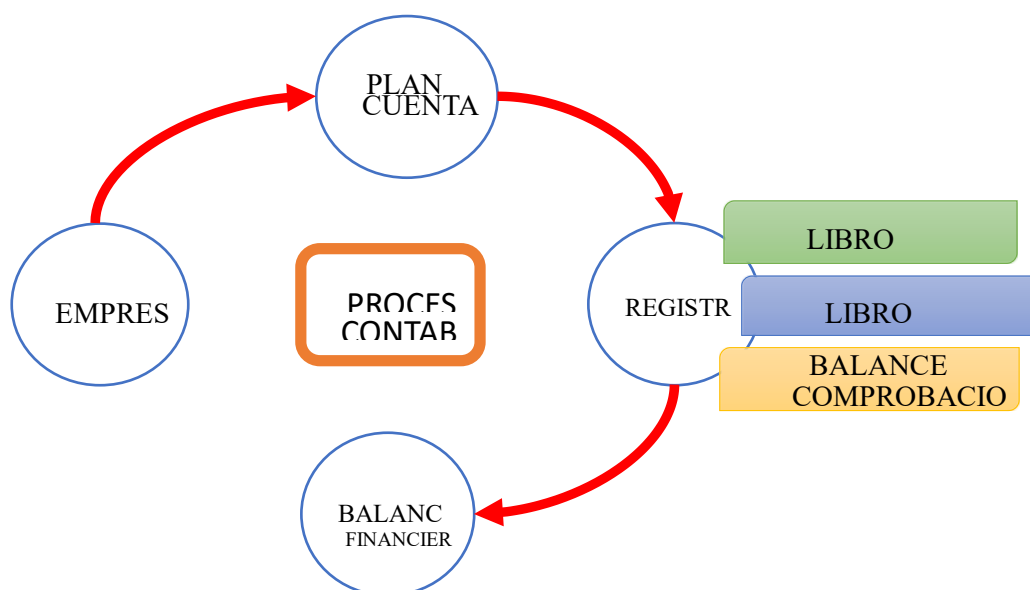 PLAN
CUENTA
EMPRES
PROCES
CONTAB
REGISTR
LIBRO
LIBRO
BALANCE
COMPROBACIO
BALANC
FINANCIER